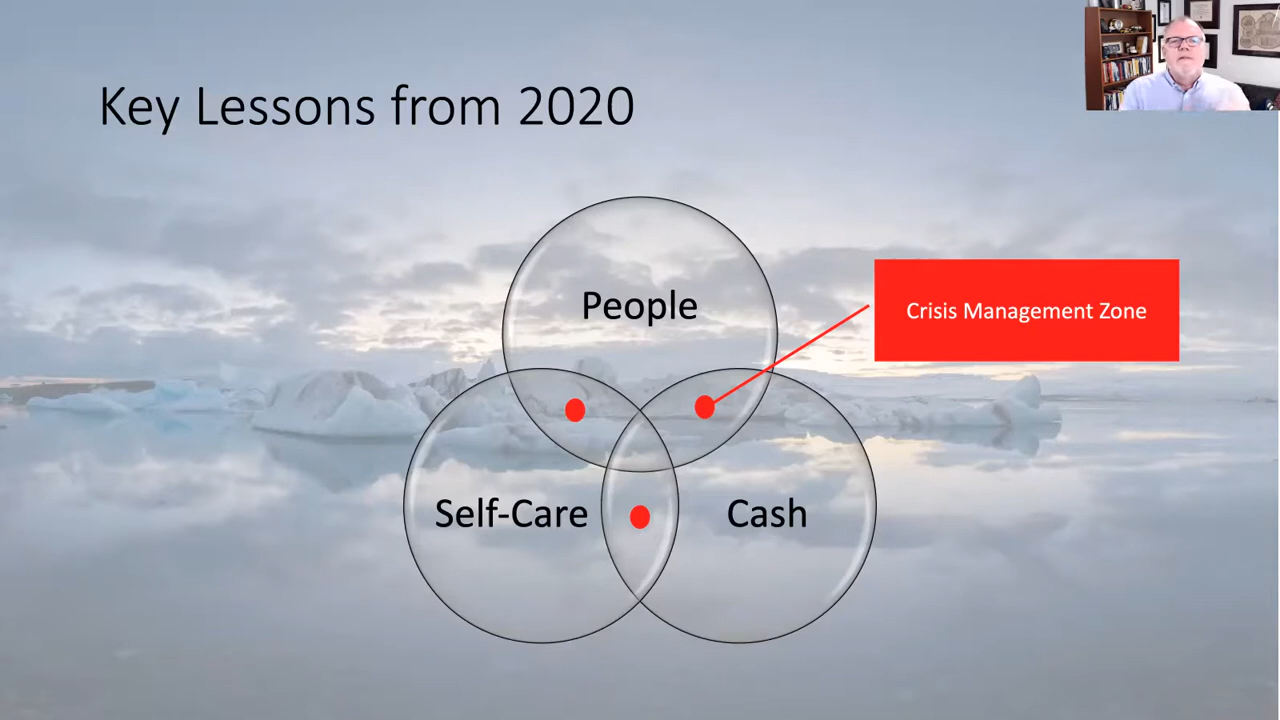 Key Lessons from 2020
People
Crisis Management Zone
Self-Care
Cash